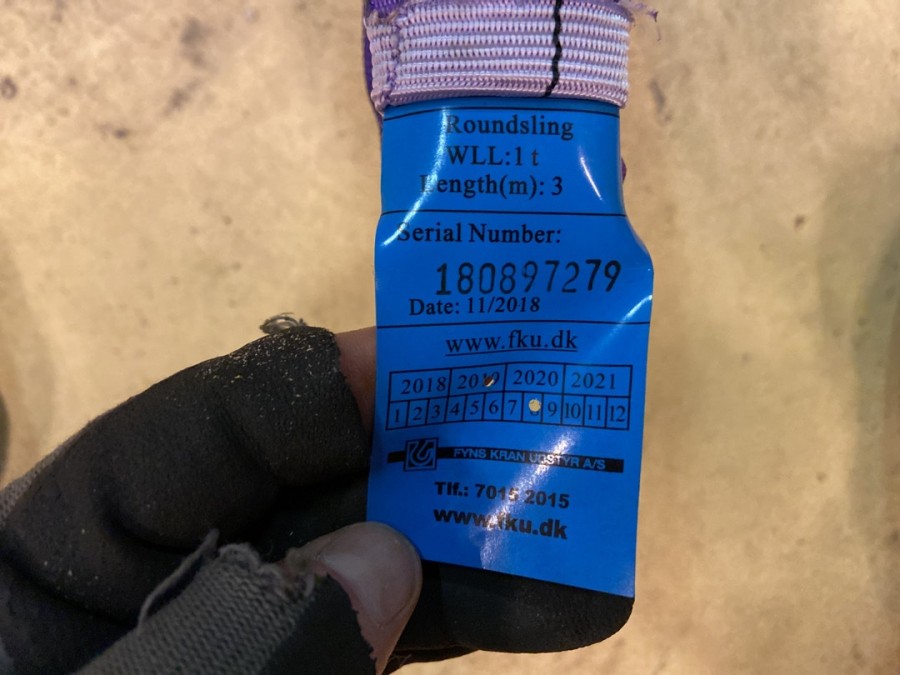 Roundsling
WLL:1 t
Length(m): 3
Serial Number:
180897279
Date: 11/2018
www.fku.dk
2018 2019 2020 2021
1 2 3 4 5 6 7 9 10 11 12
FYNS KRAN UDSTYR A/S
Tlf.: 7015 2015
www.fku.dk